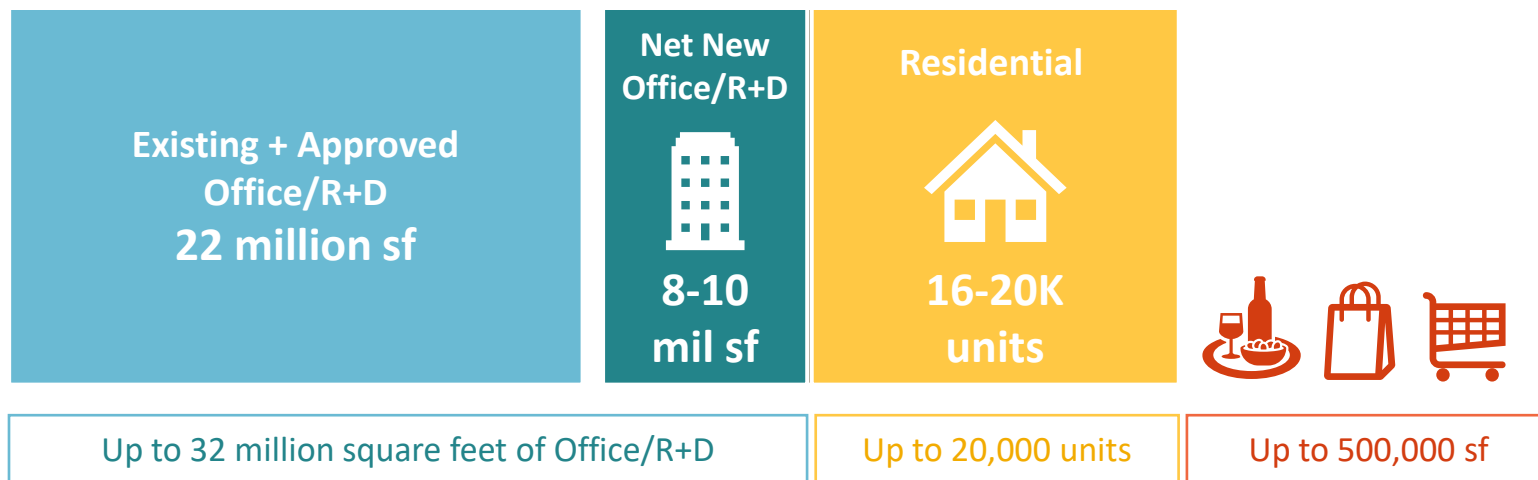 Existing + Approved
Office/R+D
22 million sf
Net New
Office/R+D
8-10
mil sf
Residential
16-20K
units
Up to 32 million square feet of Office/R+D
Up to 20,000 units
Up to 500,000 sf